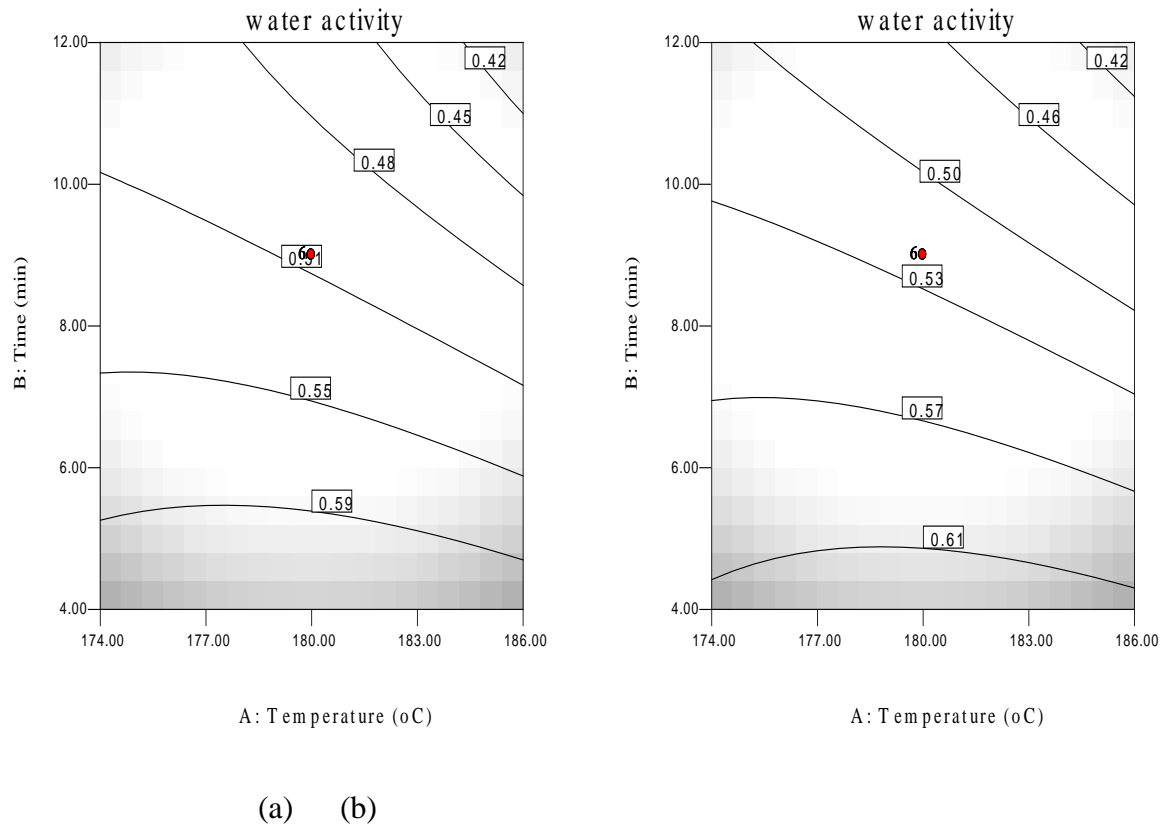 water activity
12.00
10.00
8.00
6.00
4.00
B: Time (min)
0.42
0.45
0.48
6
0.51
0.55
0.59
174.00 177.00 180.00 183.00 186.00
A: Temperature (oC)
water activity
12.00
10.00
8.00
6.00
4.00
B: Time (min)
0.42
0.46
0.50
6
0.53
0.57
0.61
174.00 177.00 180.00 183.00 186.00
A: Temperature (oC)
(a) (b)